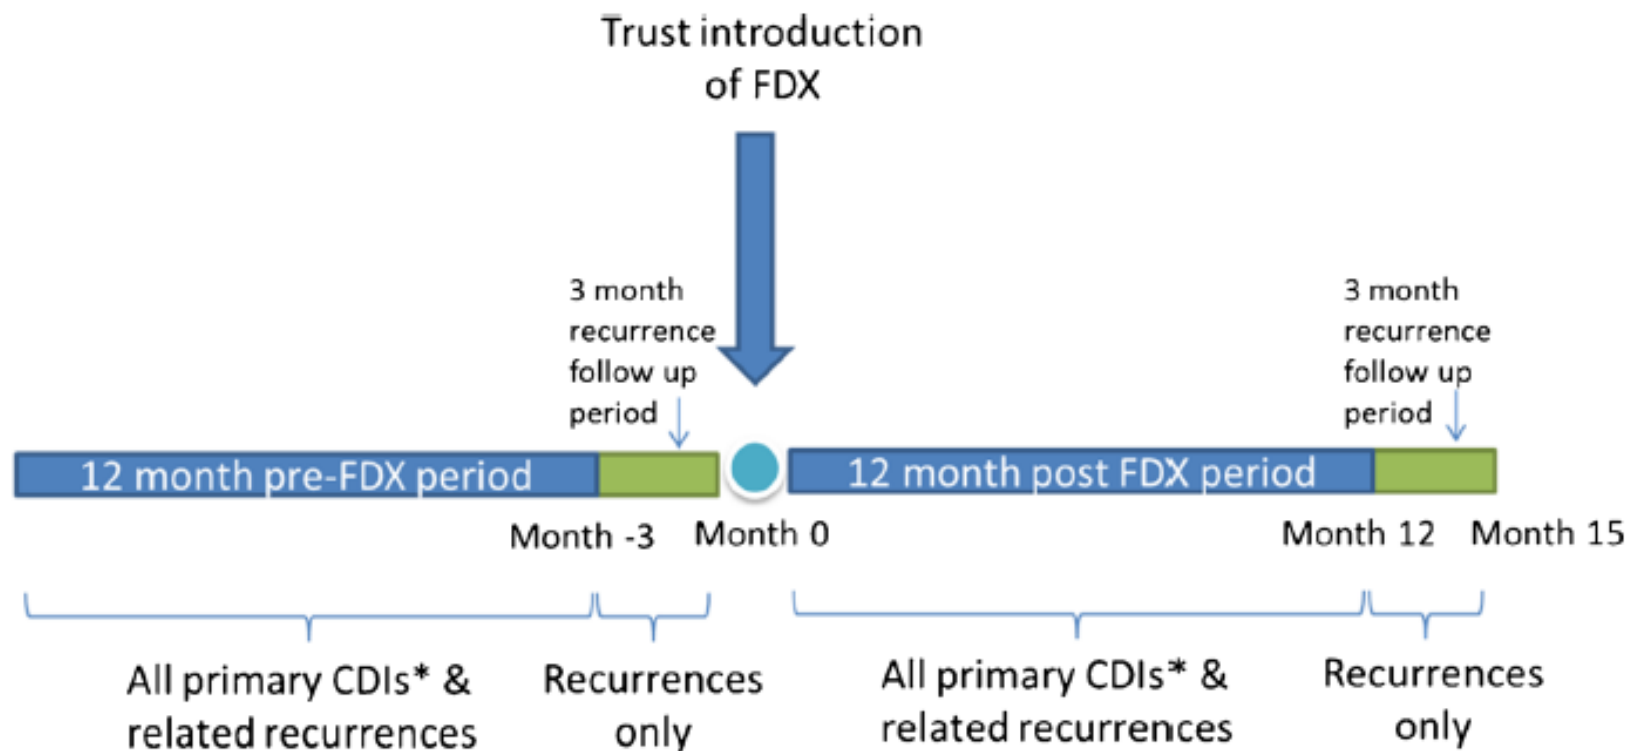 Trust introduction
of FDX
3 month
recurrence
follow up
period
3 month
recurrence
follow up
period
12 month pre-FDX period
12 month post FDX period
Month -3
Month 0
Month 12
Month 15
All primary CDIs* &
related recurrences
Recurrences
only
All primary CDIs* &
related recurrences
Recurrences
only